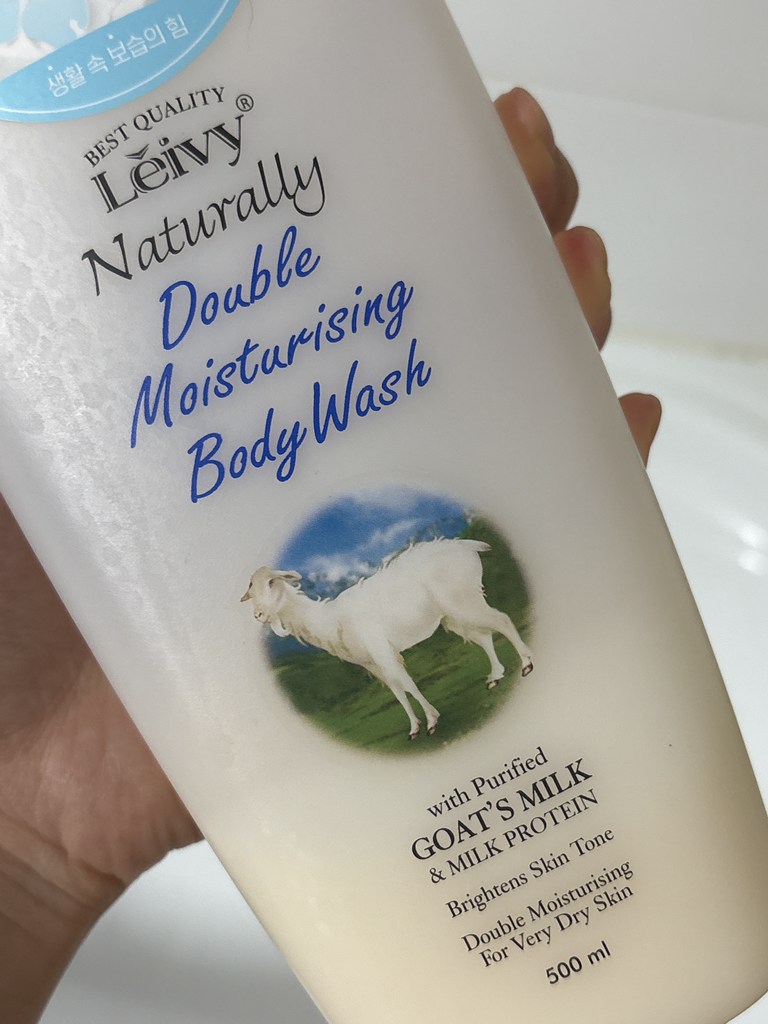 생활 속 보습의 힘
BEST QUALITY
Leivy®
Naturally
Double
Moisturising
Body Wash
with Purified
GOAT'S MILK
& MILK PROTEIN
Brightens Skin Tone
Double Moisturising
For Very Dry Skin
500 ml